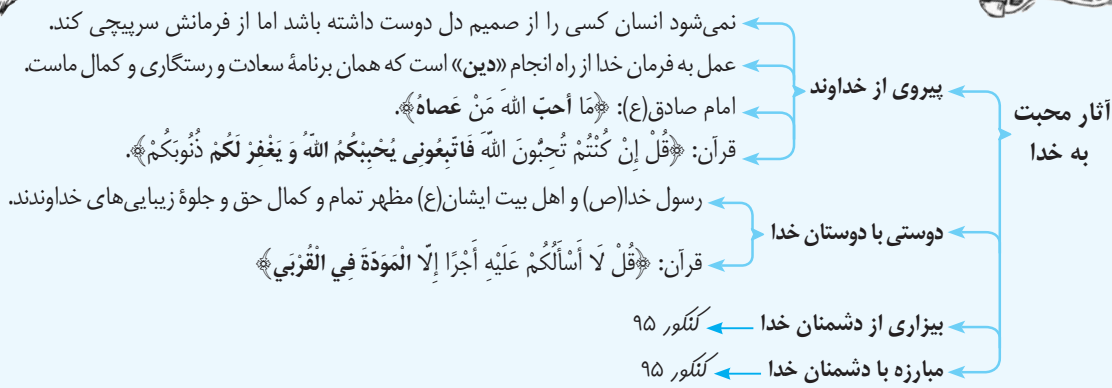 آثار محبت به خدا
پیروی از خداوند
نمی‌شود انسان کسی را از صمیم دل دوست داشته باشد اما از فرمانش سرپیچی کند.
عمل به فرمان خدا از راه انجام «دین» است که همان برنامهٔ سعادت و رستگاری و کمال ماست.
امام صادق(ع): ﴿مَا أحبّ اللهَ مَنْ عَصاهُ﴾.
قرآن: ﴿قُلْ إِنْ كُنْتُمْ تُحِبُّونَ اللّهَ فَاتّبِعُونِی یُحْبِبْکُمُ اللّهُ وَ یَغْفِرْ لَکُمْ ذُنُوبَکُمْ﴾.
دوستی با دوستان خدا
رسول خدا(ص) و اهل بیت ایشان(ع) مظهر تمام و کمال حق و جلوهٔ زیبایی‌های خداوندند.
قرآن: ﴿قُلْ لَا أَسْأَلُکُمْ عَلَیْهِ أَجْرًا إِلّا الْمَوَدّةَ فِي الْقُرْبَي﴾
بیزاری از دشمنان خدا
کنکور ۹۵
مبارزه با دشمنان خدا
کنکور ۹۵